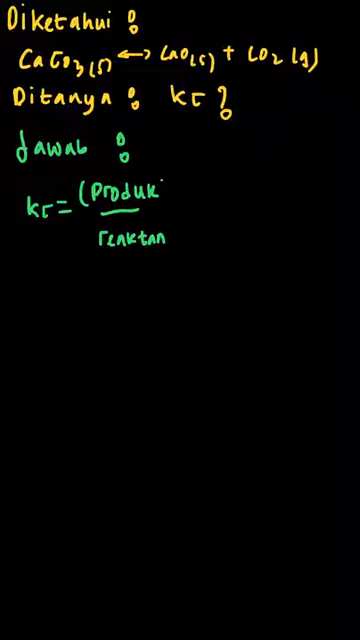 Diketahui :
CaCO3(s) ↔ CaO(s) + CO2(g)
Ditanya : Kc ?
Jawab :
Kc = (Produk
reaktan